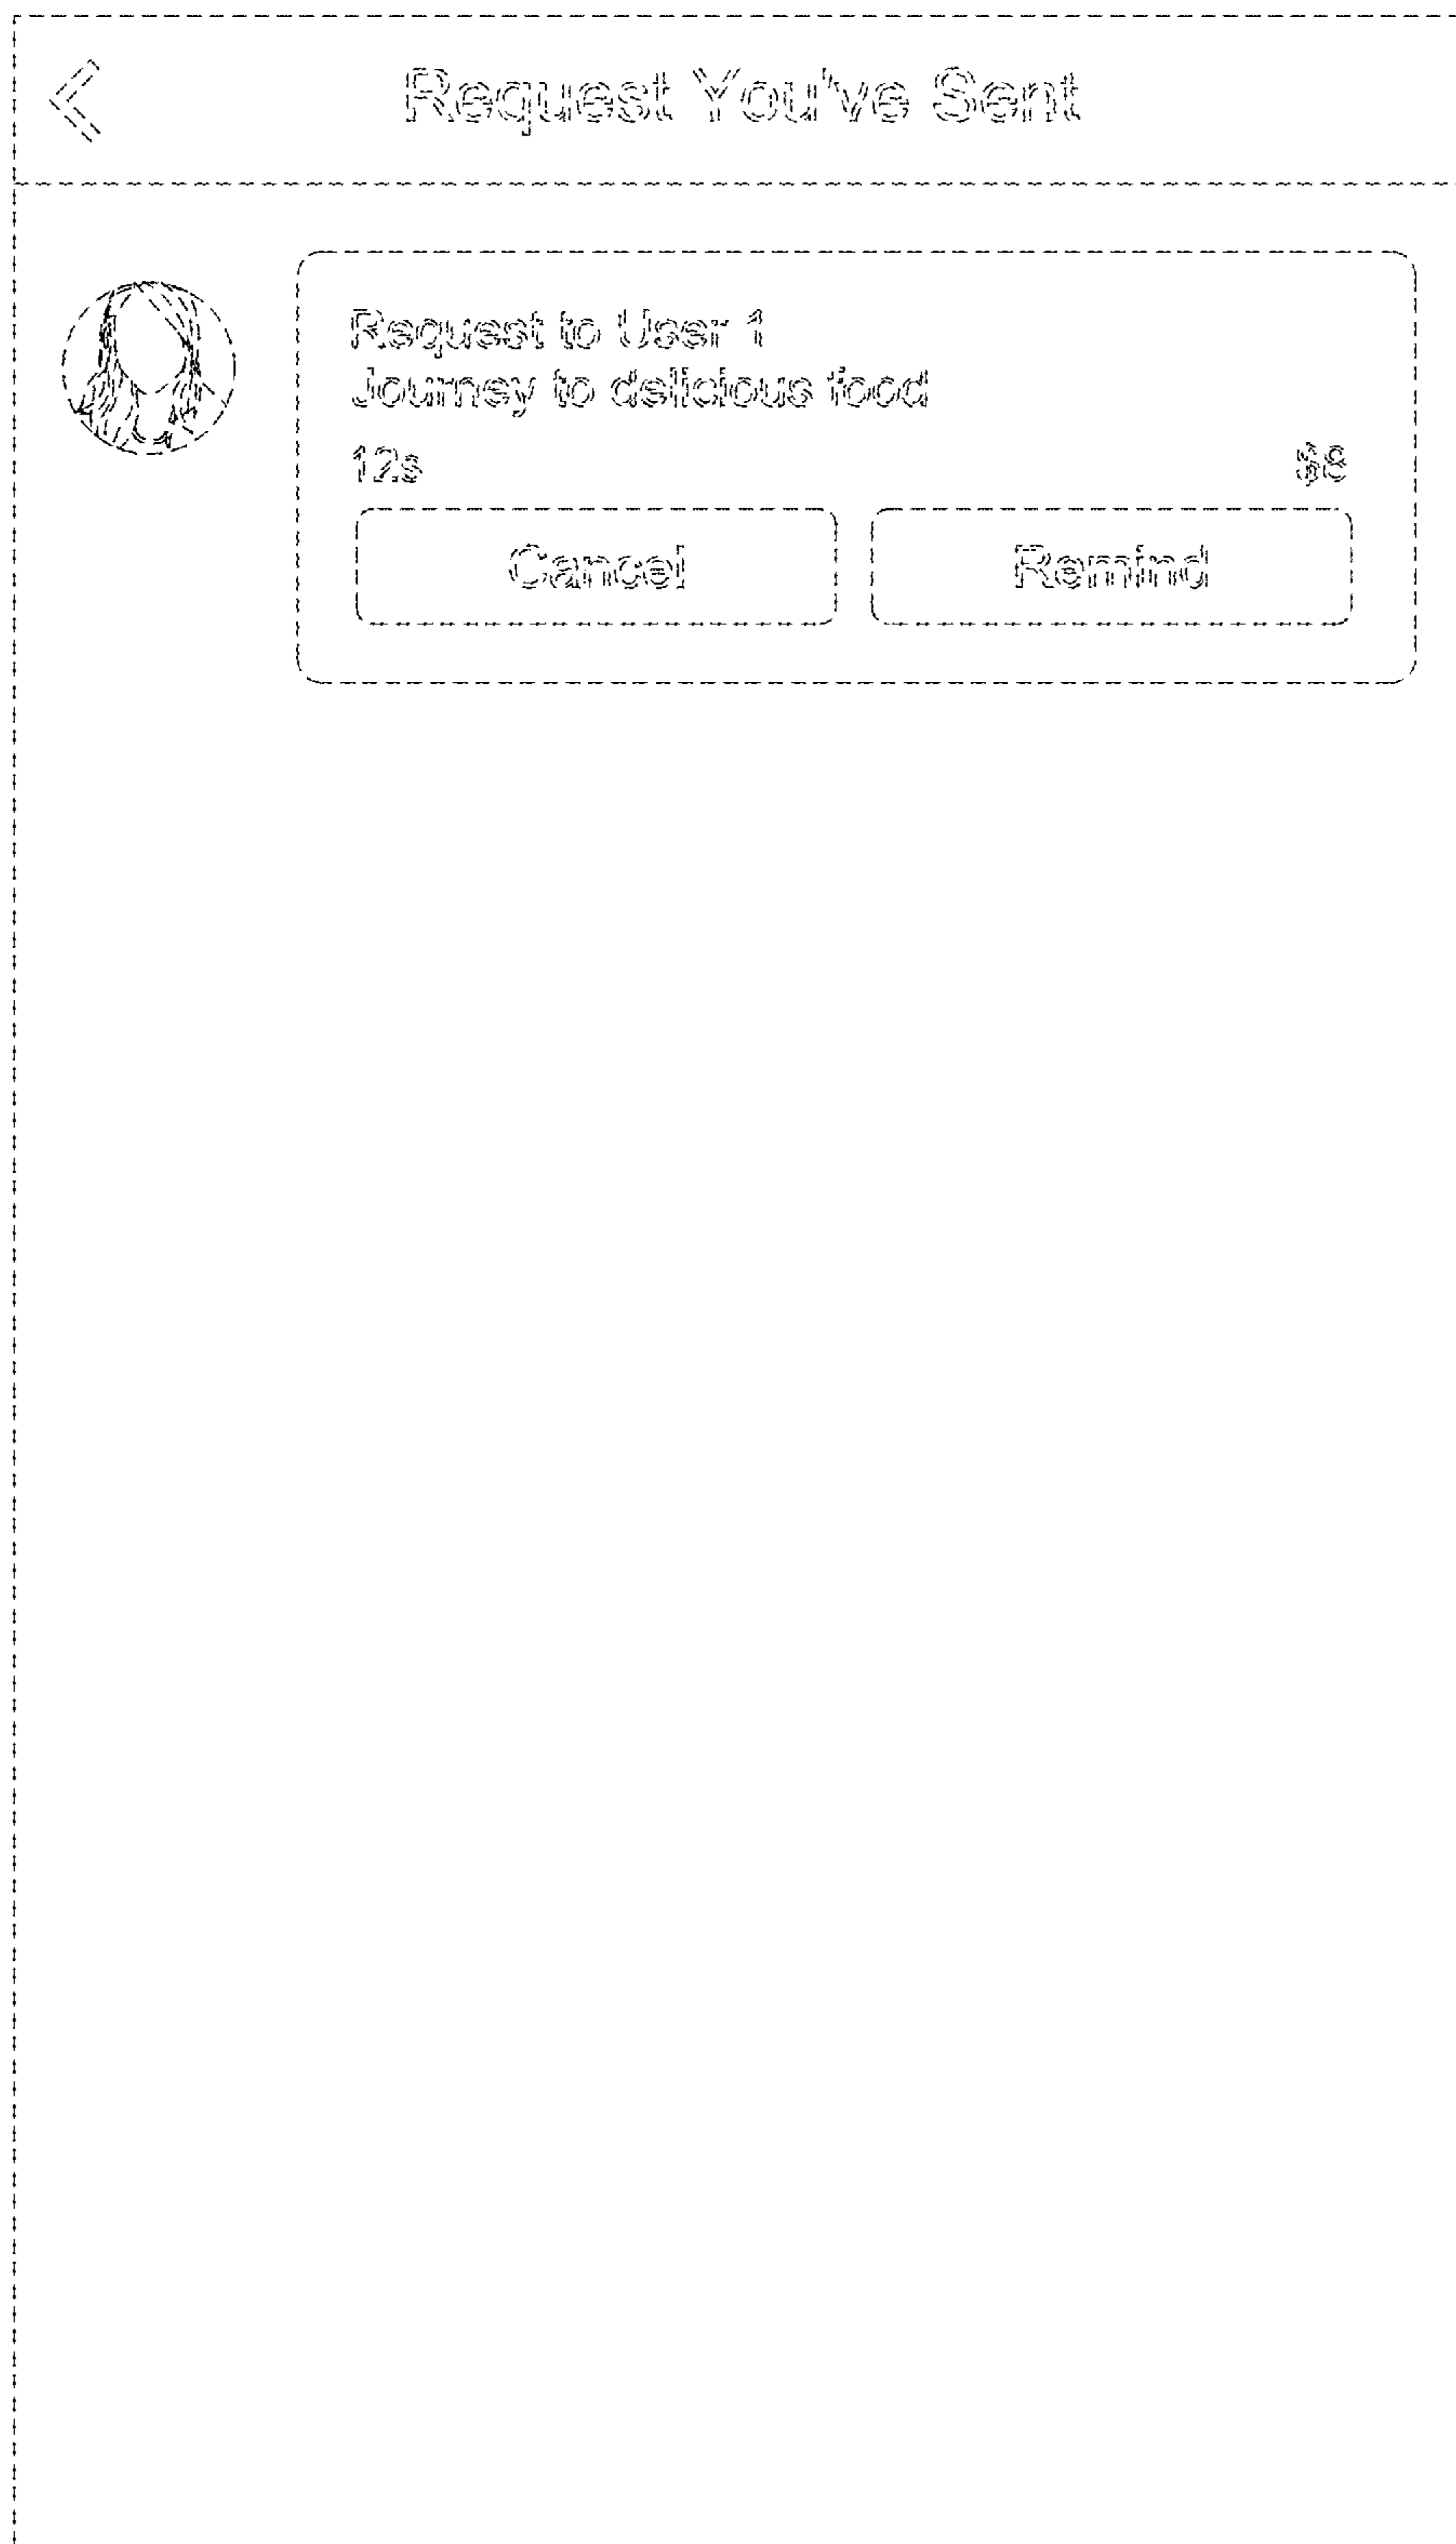 Request You've Sent
Request to User 1
Journey to delicious food
12s
$8
Cancel
Remind